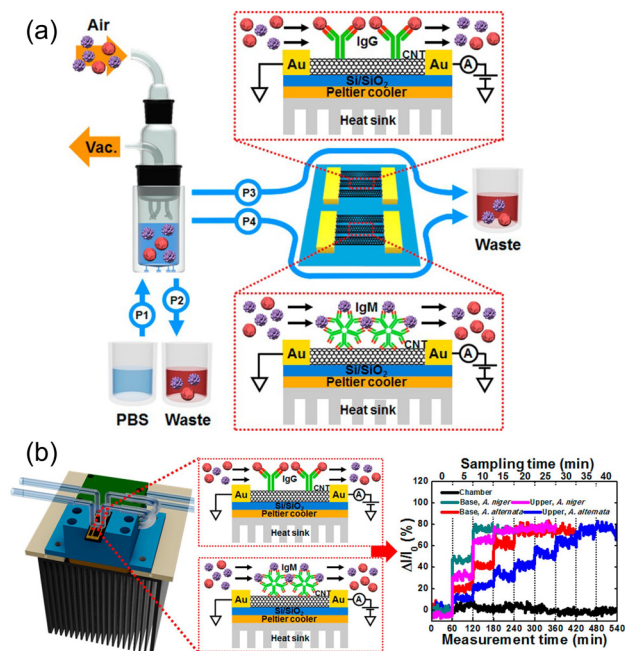 (a)
Air
Vac.
P1
P2
PBS
Waste
P3
P4
IgG
CNT
Au
Au
A
Si/SiO2
Peltier cooler
Heat sink
Waste
IgM
CNT
Au
Au
A
Si/SiO2
Peltier cooler
Heat sink
(b)
IgG
CNT
Au
Au
A
Si/SiO2
Peltier cooler
Heat sink
IgM
CNT
Au
Au
A
Si/SiO2
Peltier cooler
Heat sink
Sampling time (min)
0 5 10 15 20 25 30 35 40
ΔI/I0 (%)
120
100
80
60
40
20
0
Chamber
Base, A. niger Upper, A. niger
Base, A. alternata Upper, A. alternata
0 60 120 180 240 300 360 420 480 540
Measurement time (min)